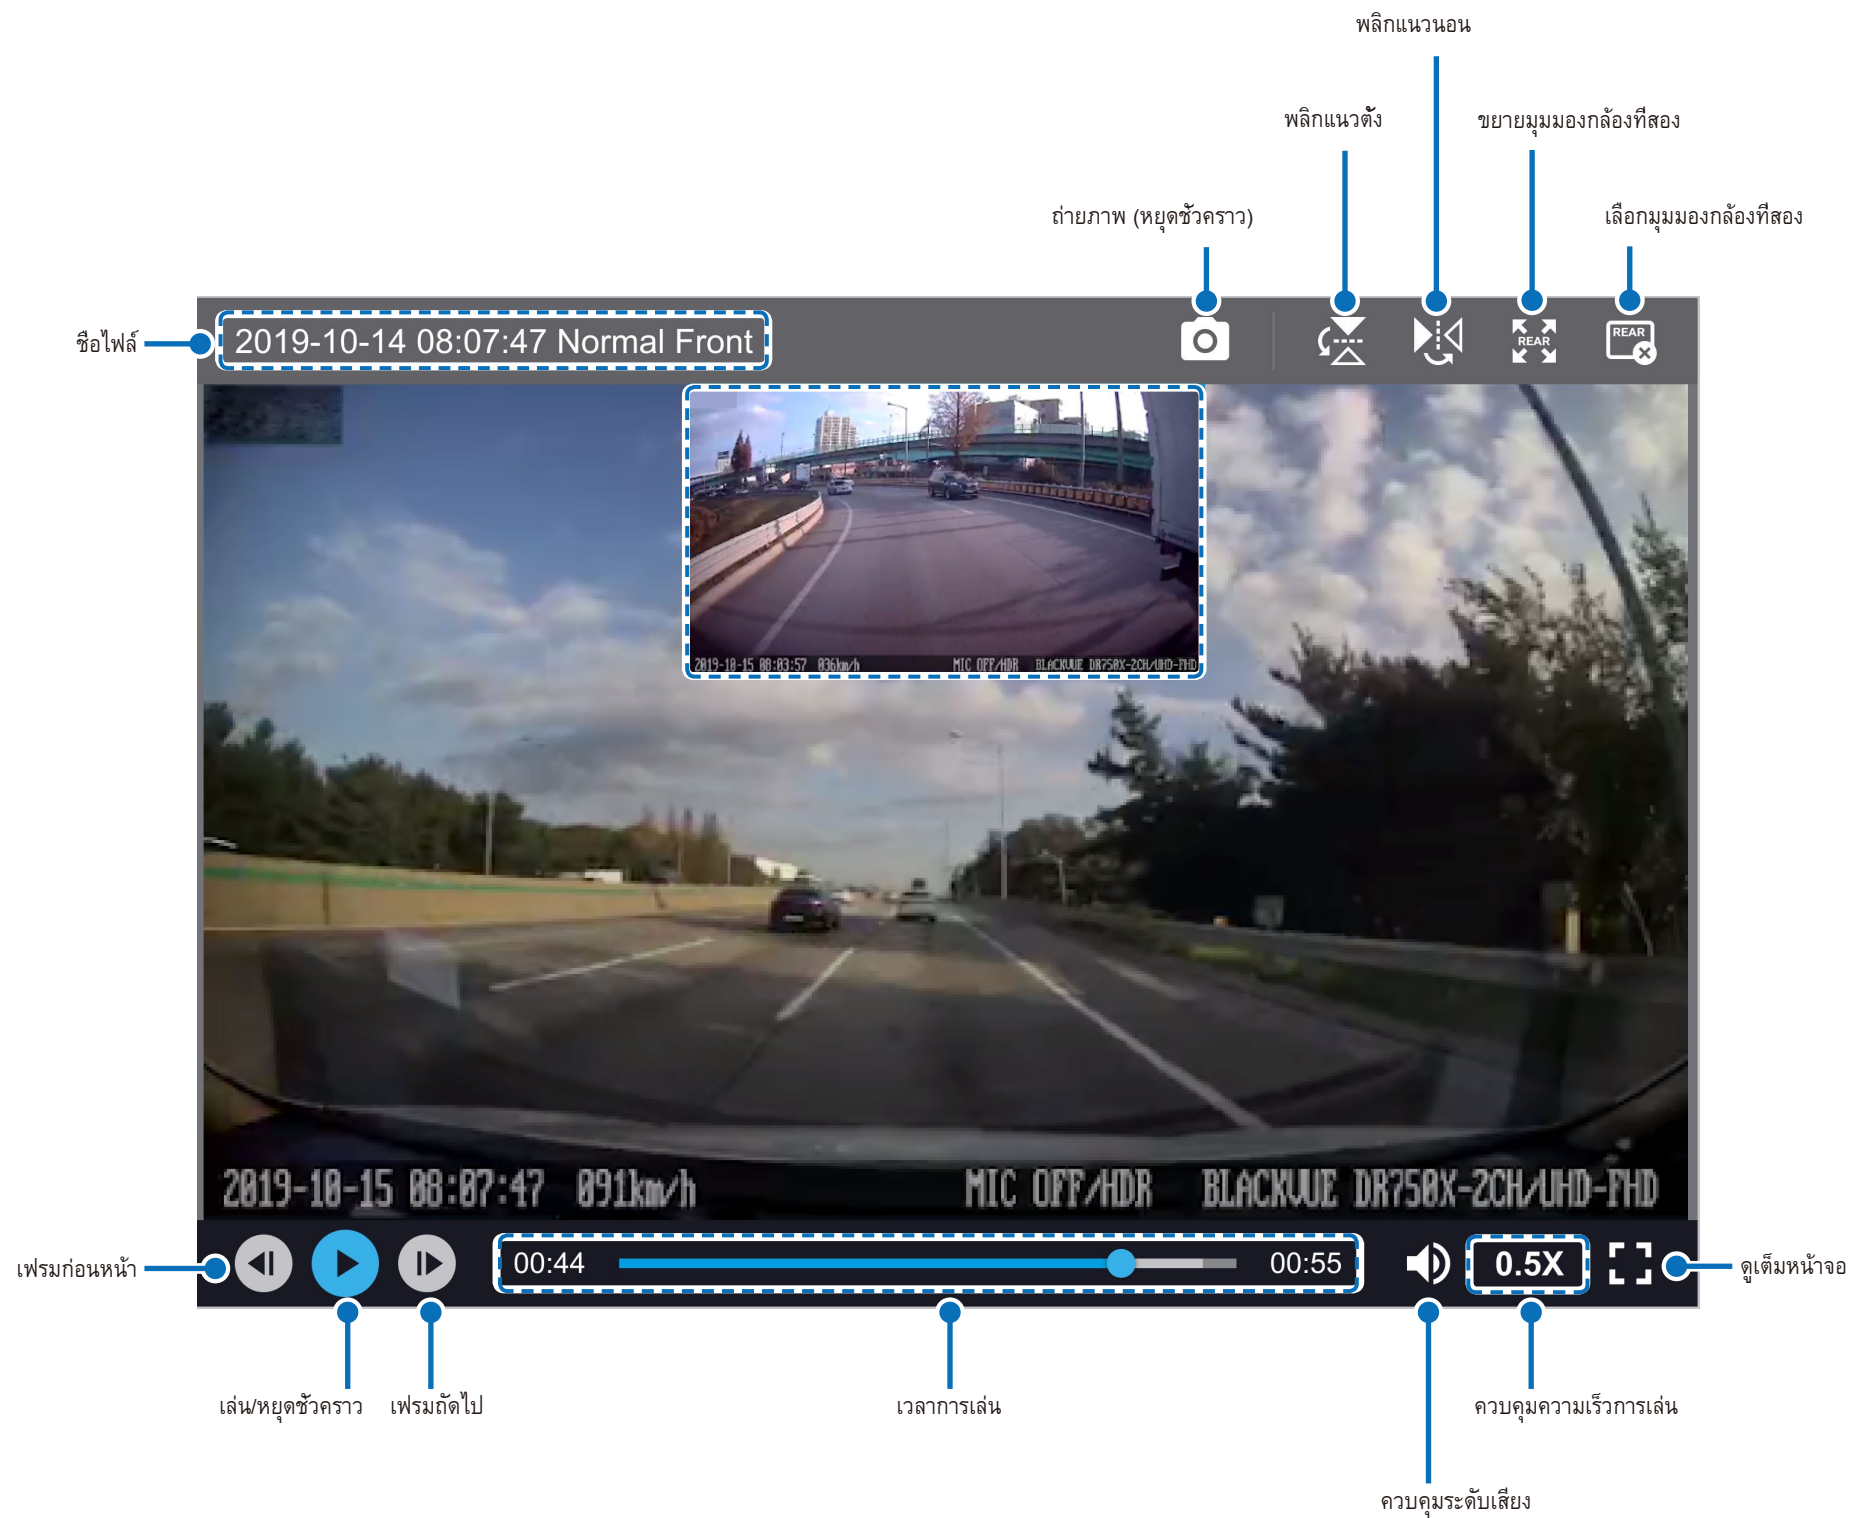 พลิกแนวนอน
พลิกแนวตั้ง
ขยายมุมมองกล้องที่สอง
ถ่ายภาพ (หยุดชั่วคราว)
เลือกมุมมองกล้องที่สอง
ชื่อไฟล์
2019-10-14 08:07:47 Normal Front
REAR
REAR
2019-10-15 08:03:57 036km/h MIC OFF/HDR BLACKVUE DR750X-2CH/UHD-FHD
2019-10-15 08:07:47 091km/h MIC OFF/HDR BLACKVUE DR750X-2CH/UHD-FHD
เฟรมก่อนหน้า
00:44
00:55
0.5X
ดูเต็มหน้าจอ
เล่น/หยุดชั่วคราว
เฟรมถัดไป
เวลาการเล่น
ควบคุมความเร็วการเล่น
ควบคุมระดับเสียง